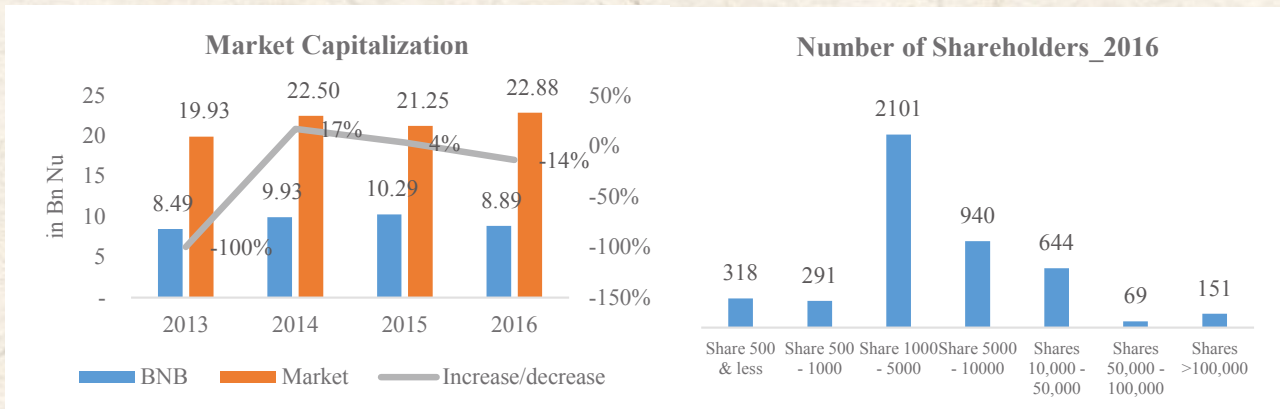 Market Capitalization
in Bn Nu
25
20
15
10
5
-
50%
0%
-50%
-100%
-150%
19.93
22.50
21.25
22.88
8.49
9.93
10.29
8.89
-100%
17%
4%
-14%
2013 2014 2015 2016
BNB Market Increase/decrease
Number of Shareholders_2016
318
291
2101
940
644
69
151
Share 500
& less
Share 500
- 1000
Share 1000
- 5000
Share 5000
- 10000
Shares
10,000 -
50,000
Shares
50,000 -
100,000
Shares
>100,000